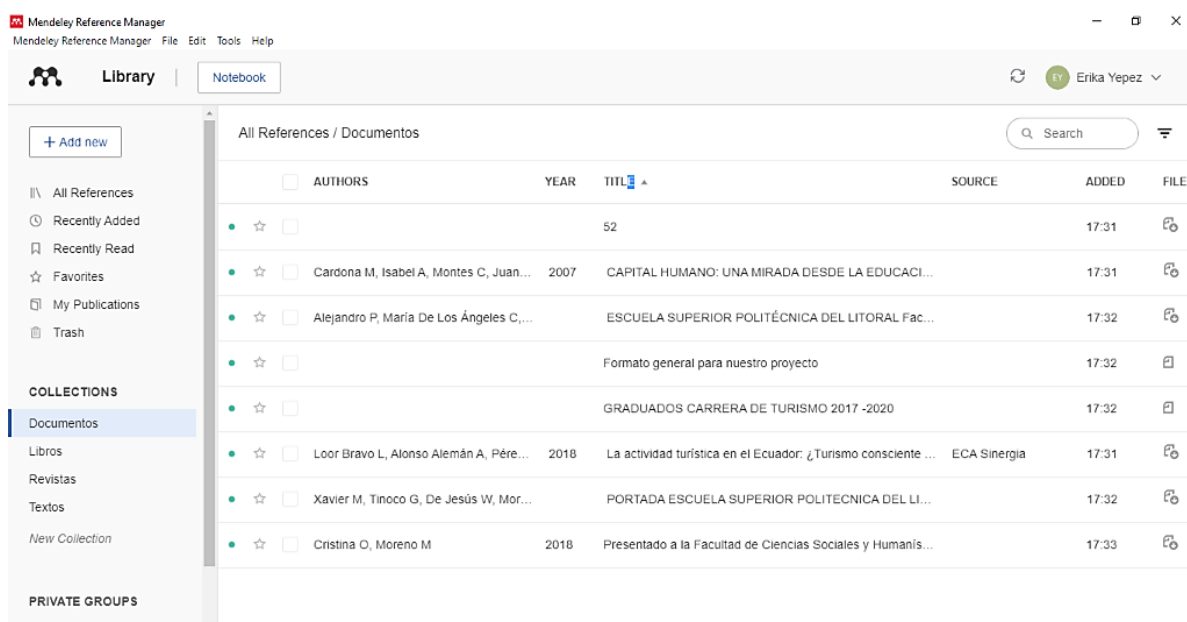 Mendeley Reference Manager
Mendeley Reference Manager File Edit Tools Help
Library Notebook EY Erika Yepez
+ Add new
All References
Recently Added
Recently Read
Favorites
My Publications
Trash
COLLECTIONS
Documentos
Libros
Revistas
Textos
New Collection
PRIVATE GROUPS
All References / Documentos Search
AUTHORS YEAR TITLE SOURCE ADDED FILE
52 17:31
Cardona M, Isabel A, Montes C, Juan... 2007 CAPITAL HUMANO: UNA MIRADA DESDE LA EDUCACI... 17:31
Alejandro P, María De Los Ángeles C,... ESCUELA SUPERIOR POLITÉCNICA DEL LITORAL Fac... 17:32
Formato general para nuestro proyecto 17:32
GRADUADOS CARRERA DE TURISMO 2017 -2020 17:32
Loor Bravo L, Alonso Alemán A, Pére... 2018 La actividad turística en el Ecuador: ¿Turismo consciente ... ECA Sinergia 17:31
Xavier M, Tinoco G, De Jesús W, Mor... PORTADA ESCUELA SUPERIOR POLITECNICA DEL LI... 17:32
Cristina O, Moreno M 2018 Presentado a la Facultad de Ciencias Sociales y Humanís... 17:33